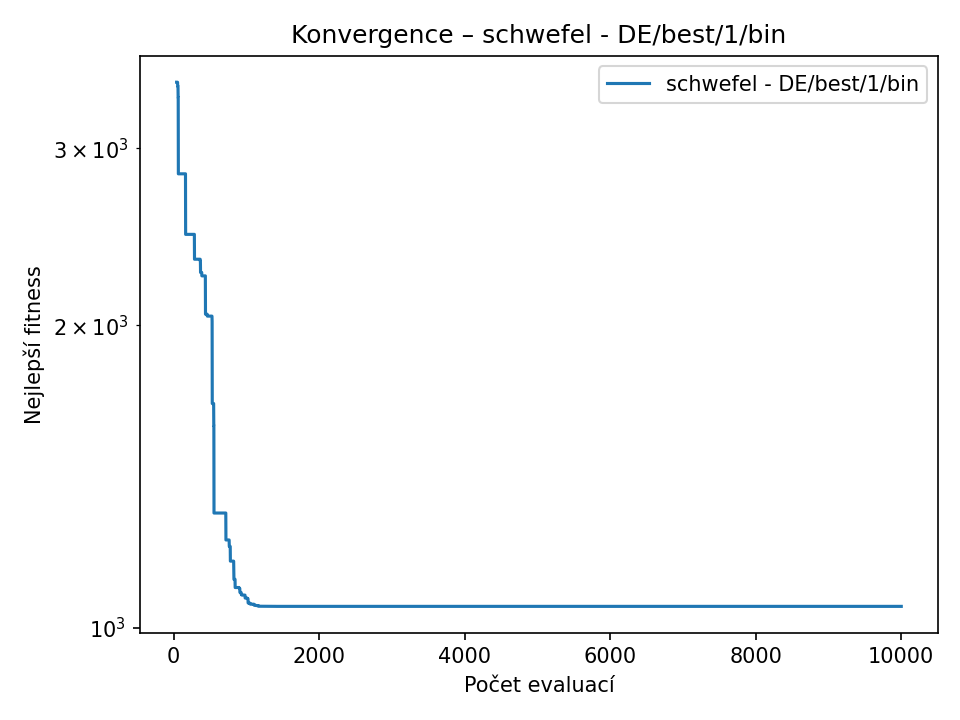 Konvergence – schwefel - DE/best/1/bin
schwefel - DE/best/1/bin
3 × 10³
2 × 10³
10³
Nejlepší fitness
0 2000 4000 6000 8000 10000
Počet evaluací